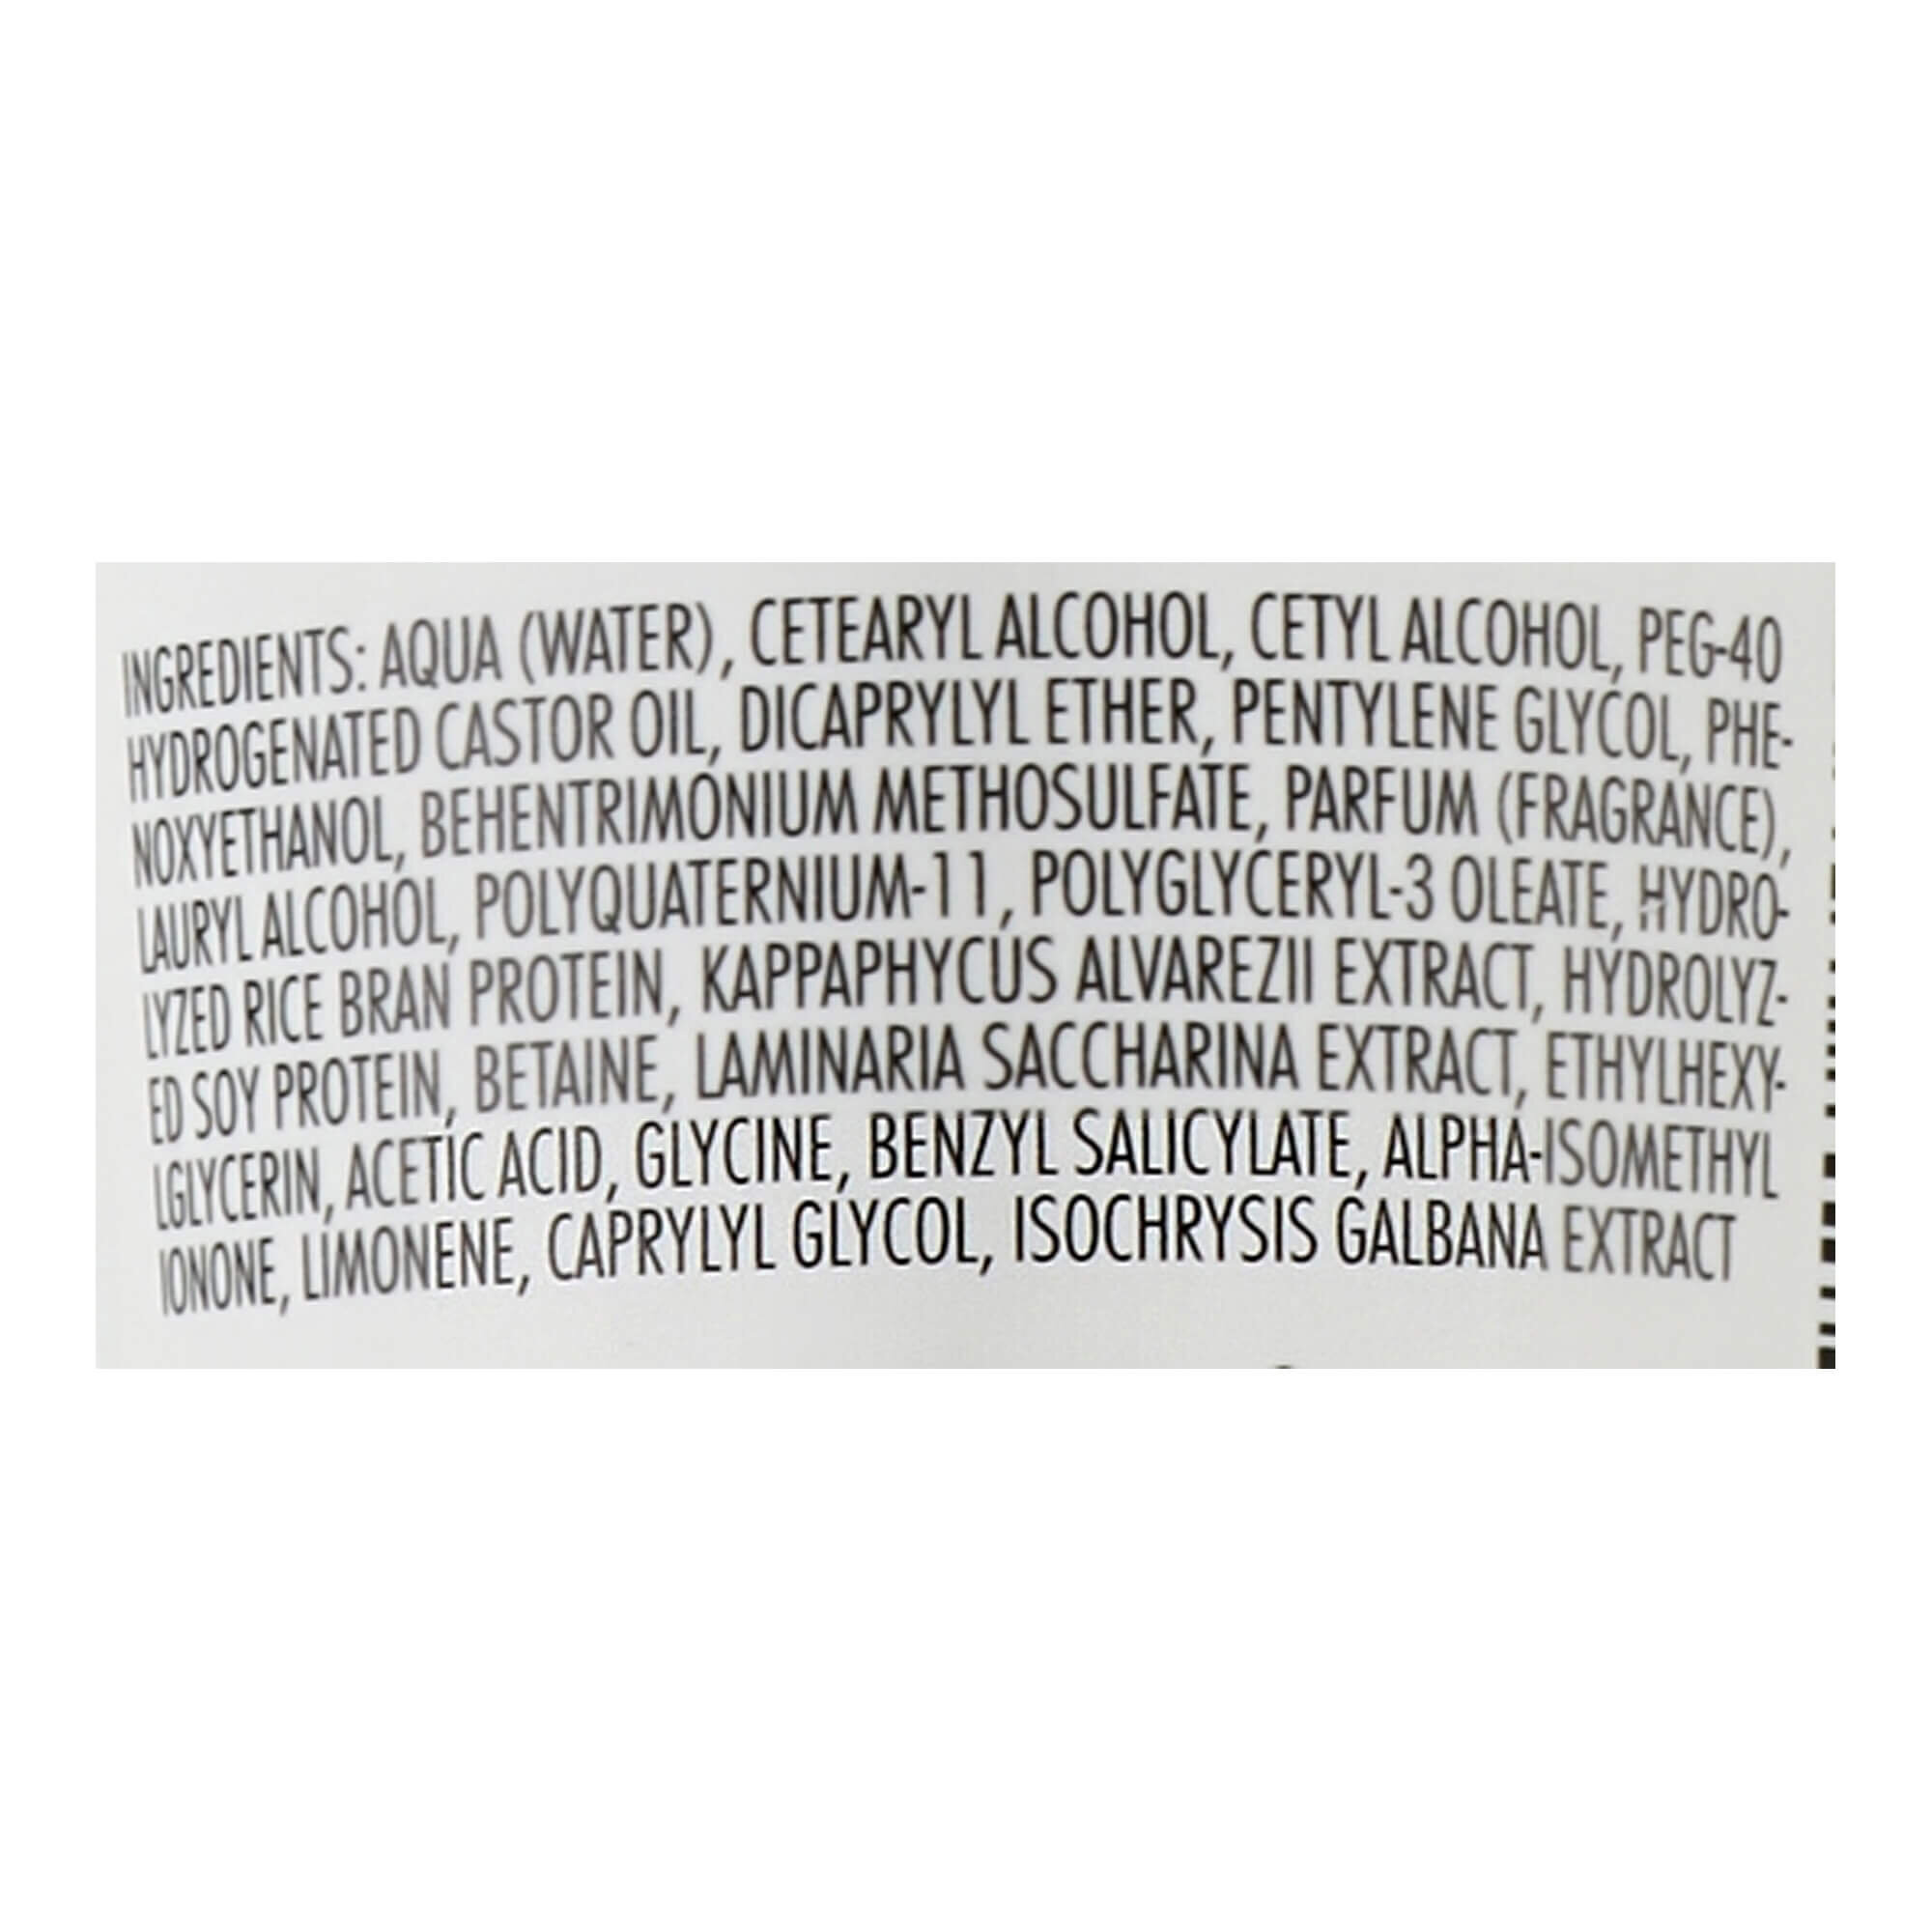 INGREDIENTS: AQUA (WATER), CETEARYL ALCOHOL, CETYL ALCOHOL, PEG-40
HYDROGENATED CASTOR OIL, DICAPRYLYL ETHER, PENTYLENE GLYCOL, PHE-
NOXYETHANOL, BEHENTRIMONIUM METHOSULFATE, PARFUM (FRAGRANCE),
LAURYL ALCOHOL, POLYQUATERNIUM-11, POLYGLYCERYL-3 OLEATE, HYDRO-
LYZED RICE BRAN PROTEIN, KAPPAPHYCUS ALVAREZII EXTRACT, HYDROLYZ-
ED SOY PROTEIN, BETAINE, LAMINARIA SACCHARINA EXTRACT, ETHYLHEXY-
LGLYCERIN, ACETIC ACID, GLYCINE, BENZYL SALICYLATE, ALPHA-ISOMETHYL
IONONE, LIMONENE, CAPRYLYL GLYCOL, ISOCHRYSIS GALBANA EXTRACT